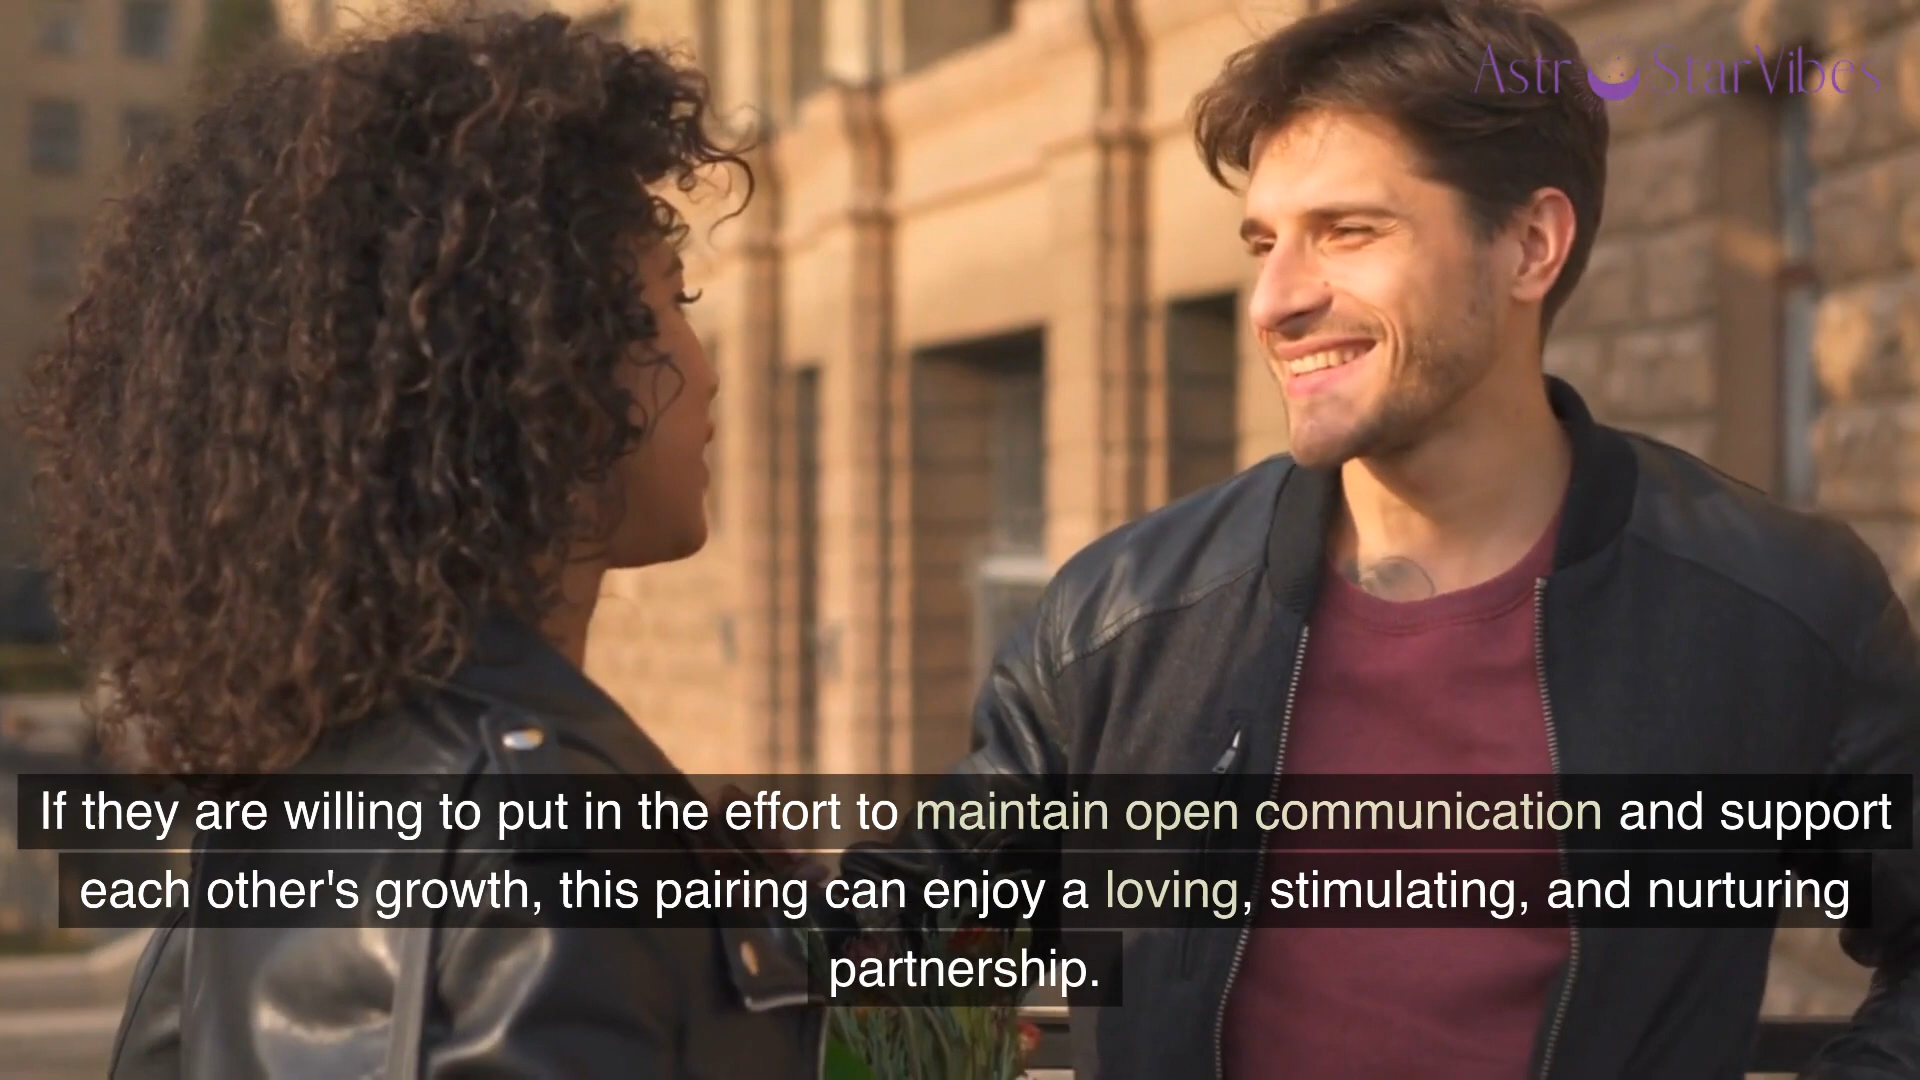 AstroStarVibes
If they are willing to put in the effort to maintain open communication and support
each other's growth, this pairing can enjoy a loving, stimulating, and nurturing
partnership.